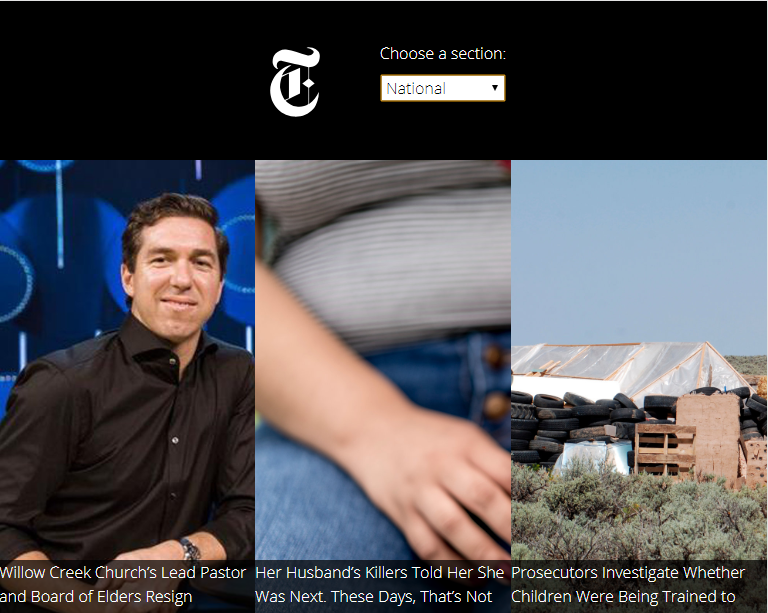 Choose a section:
National
Willow Creek Church's Lead Pastor
and Board of Elders Resign
Her Husband's Killers Told Her She
Was Next. These Days, That's Not
Prosecutors Investigate Whether
Children Were Being Trained to